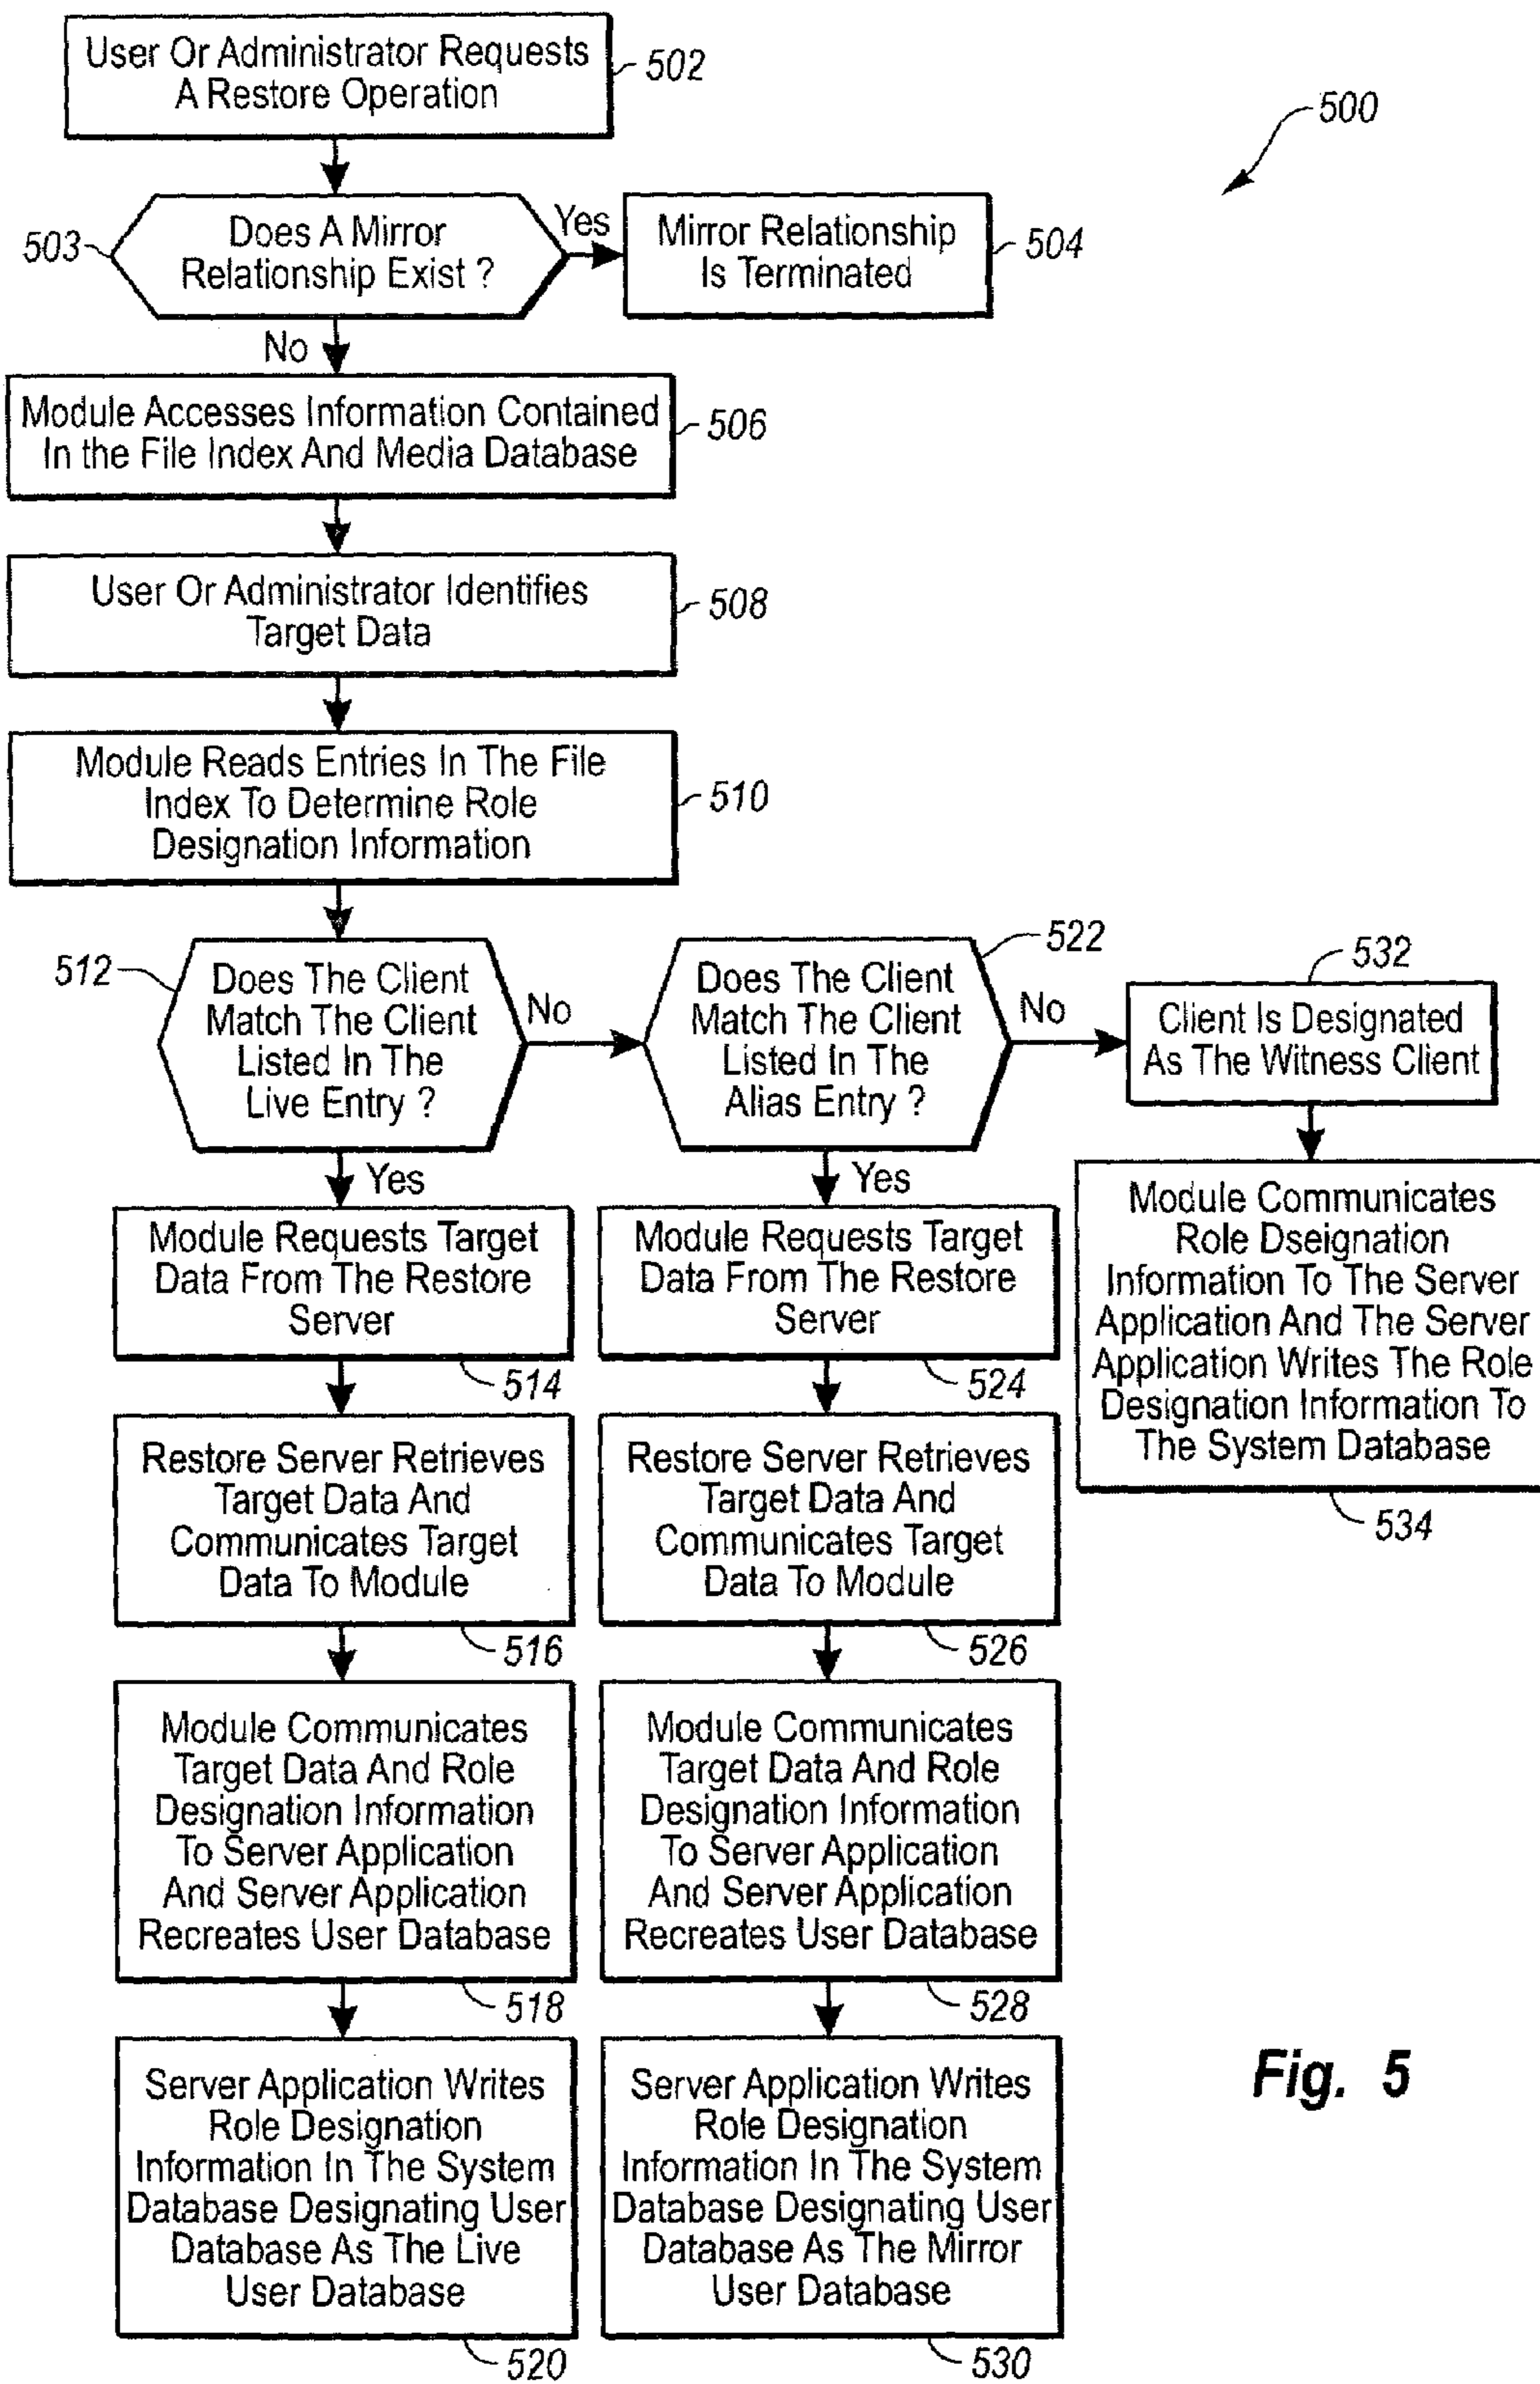 User Or Administrator Requests
A Restore Operation
502
500
503
Does A Mirror
Relationship Exist ?
Yes
Mirror Relationship
Is Terminated
504
No
Module Accesses Information Contained
In the File Index And Media Database
506
User Or Administrator Identifies
Target Data
508
Module Reads Entries In The File
Index To Determine Role
Designation Information
510
512
Does The Client
Match The Client
Listed In The
Live Entry ?
No
522
Does The Client
Match The Client
Listed In The
Alias Entry ?
No
532
Client Is Designated
As The Witness Client
Yes
Module Requests Target
Data From The Restore
Server
514
Restore Server Retrieves
Target Data And
Communicates Target
Data To Module
516
Module Communicates
Target Data And Role
Designation Information
To Server Application
And Server Application
Recreates User Database
518
Server Application Writes
Role Designation
Information In The System
Database Designating User
Database As The Live
User Database
520
Yes
Module Requests Target
Data From The Restore
Server
524
Restore Server Retrieves
Target Data And
Communicates Target
Data To Module
526
Module Communicates
Target Data And Role
Designation Information
To Server Application
And Server Application
Recreates User Database
528
Server Application Writes
Role Designation
Information In The System
Database Designating User
Database As The Mirror
User Database
530
Module Communicates
Role Dseignation
Information To The Server
Application And The Server
Application Writes The Role
Designation Information To
The System Database
534
Fig. 5